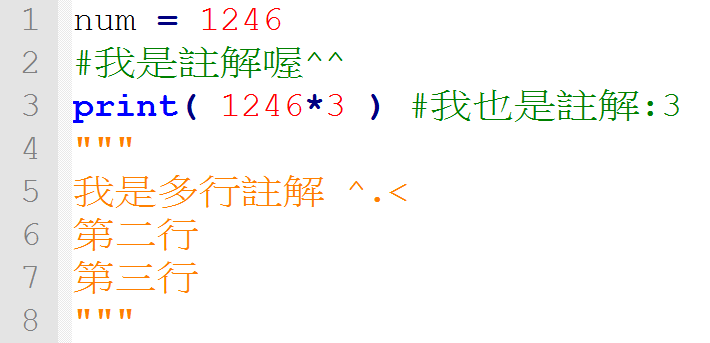 1 num = 1246
2 #我是註解喔^^
3 print( 1246*3 ) #我也是註解:3
4 """
5 我是多行註解 ^.<
6 第二行
7 第三行
8 """